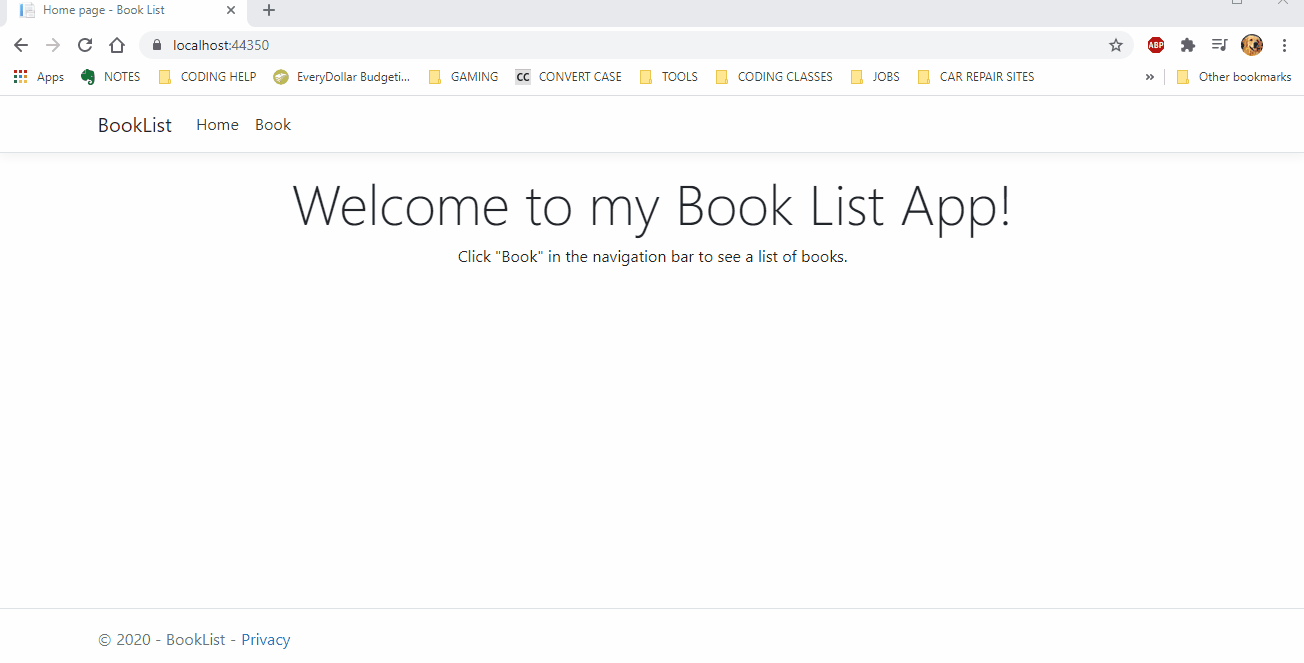 Home page - Book List
localhost:44350
ABP
Apps NOTES CODING HELP EveryDollar Budgeti... GAMING CC CONVERT CASE TOOLS CODING CLASSES JOBS CAR REPAIR SITES » Other bookmarks
BookList Home Book
Welcome to my Book List App!
Click "Book" in the navigation bar to see a list of books.
© 2020 - BookList - Privacy